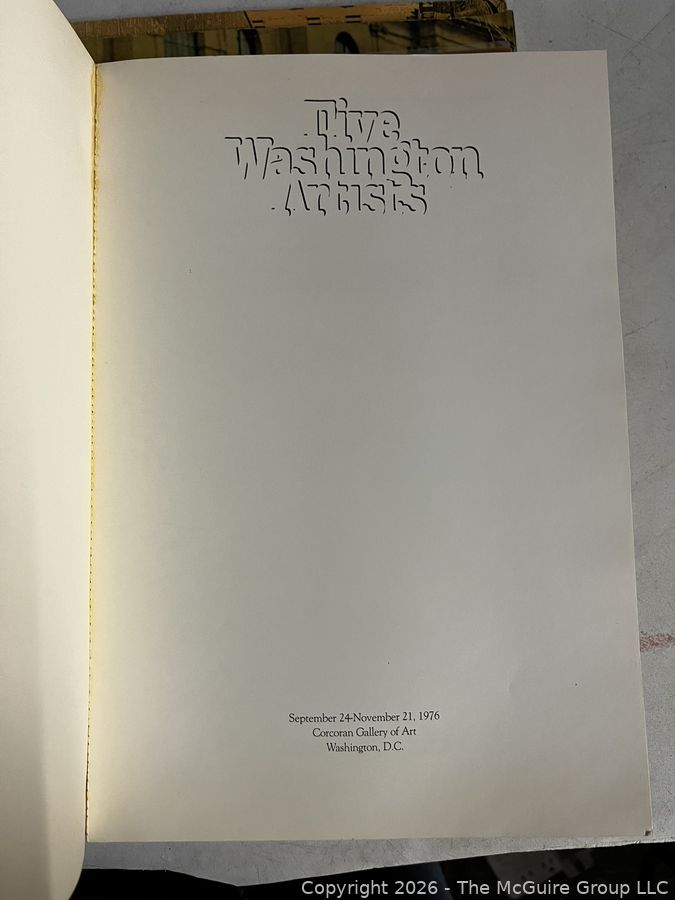 Five
Washington
Artists
September 24-November 21, 1976
Corcoran Gallery of Art
Washington, D.C.
Copyright 2026 - The McGuire Group LLC